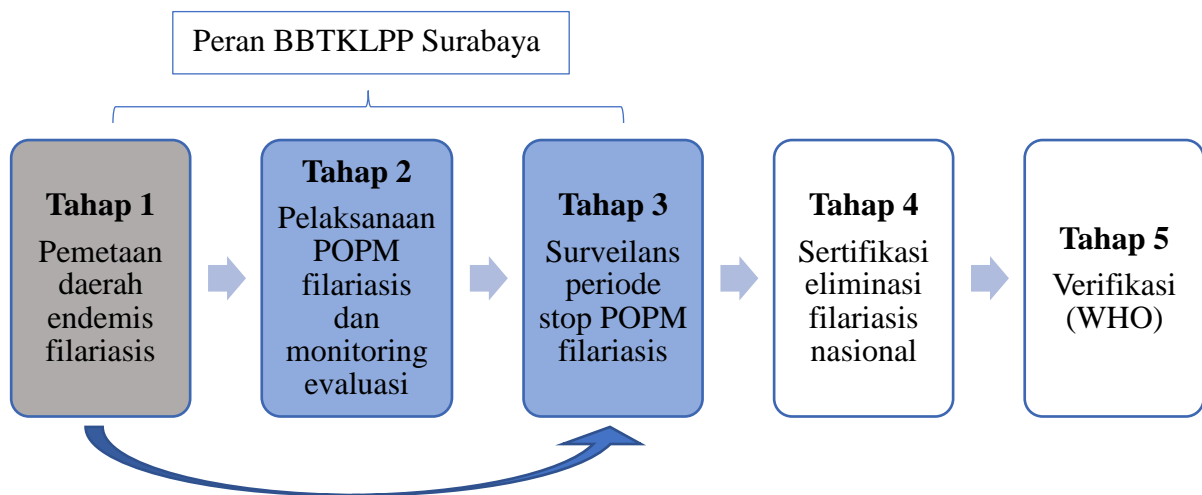 Peran BBTKLPP Surabaya
Tahap 1
Pemetaan
daerah
endemis
filariasis
Tahap 2
Pelaksanaan
POPM
filariasis
dan
monitoring
evaluasi
Tahap 3
Surveilans
periode
stop POPM
filariasis
Tahap 4
Sertifikasi
eliminasi
filariasis
nasional
Tahap 5
Verifikasi
(WHO)